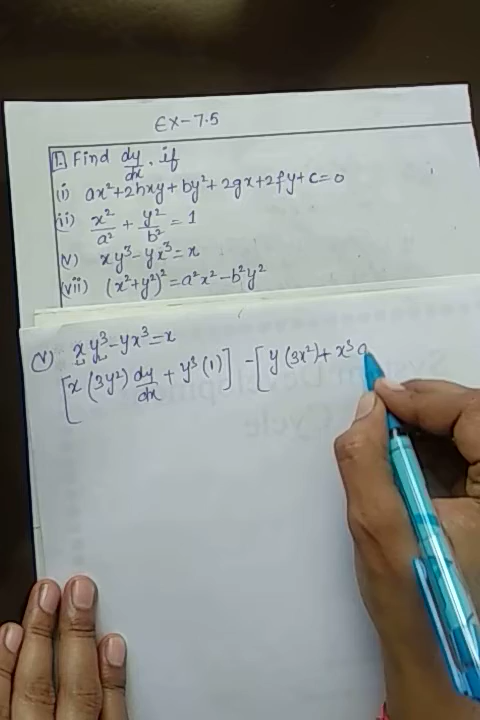 EX-7.5
1. Find dy/dx, if
(i) ax²+2hxy+by²+2gx+2fy+c=0
(ii) x²/a² + y²/b² = 1
(v) xy³-yx³=x
(vii) (x²+y²)²=a²x²-b²y²
(v) xy³-yx³=x
[x(3y²) dy/dx + y³(1)] - [y(3x²)+x³